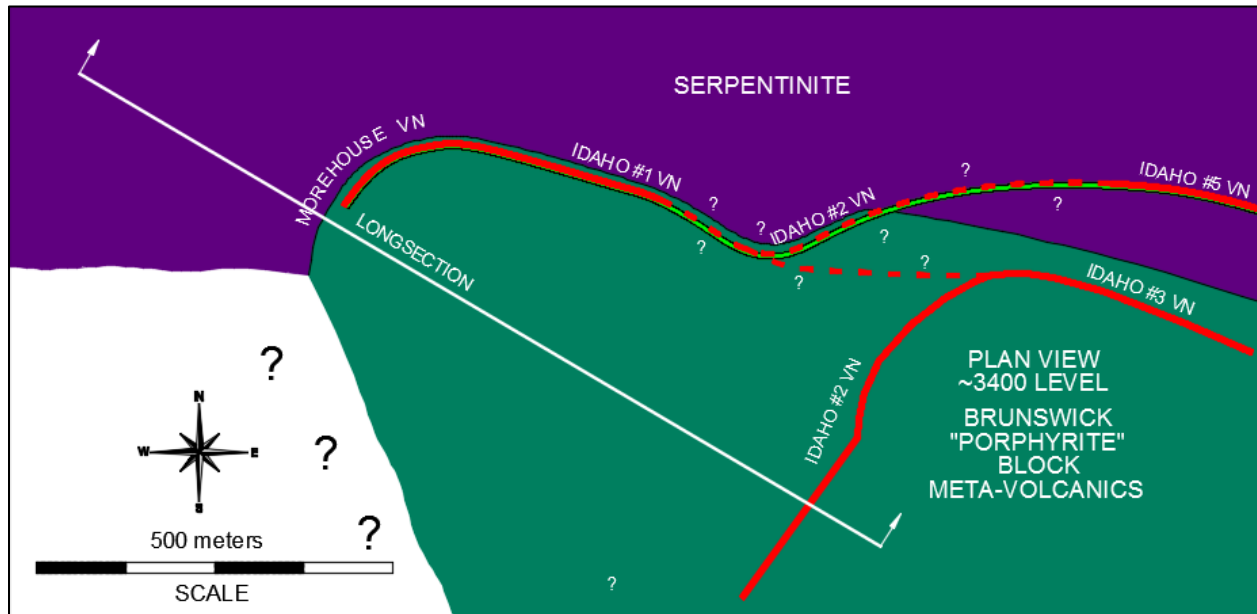 SERPENTINITE
MOREHOUSE VN
IDAHO #1 VN
?
?
?
IDAHO #2 VN
?
?
?
?
?
IDAHO #5 VN
IDAHO #3 VN
LONGSECTION
IDAHO #2 VN
PLAN VIEW
~3400 LEVEL
BRUNSWICK
"PORPHYRITE"
BLOCK
META-VOLCANICS
?
?
?
?
N
W
E
S
500 meters
SCALE